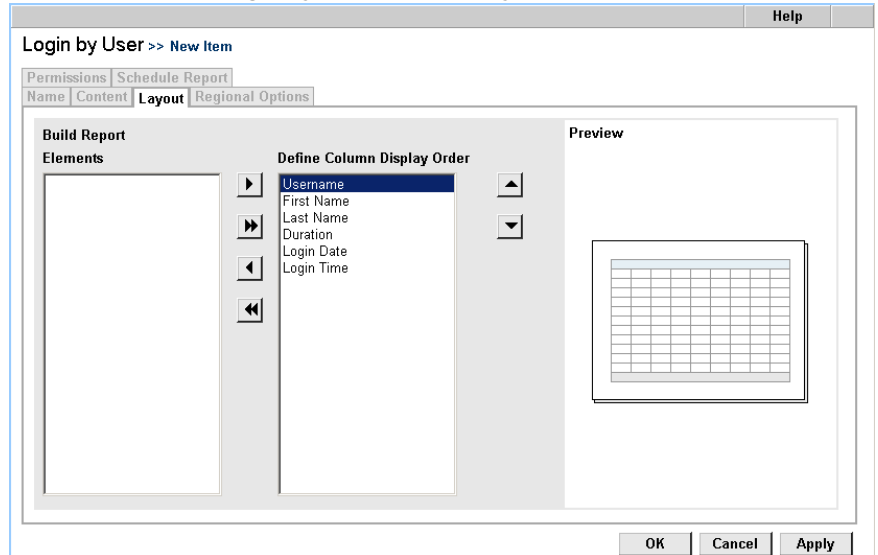 Help
Login by User >> New Item
Permissions Schedule Report
Name Content Layout Regional Options
Build Report
Elements
Define Column Display Order
Username
First Name
Last Name
Duration
Login Date
Login Time
Preview
OK Cancel Apply